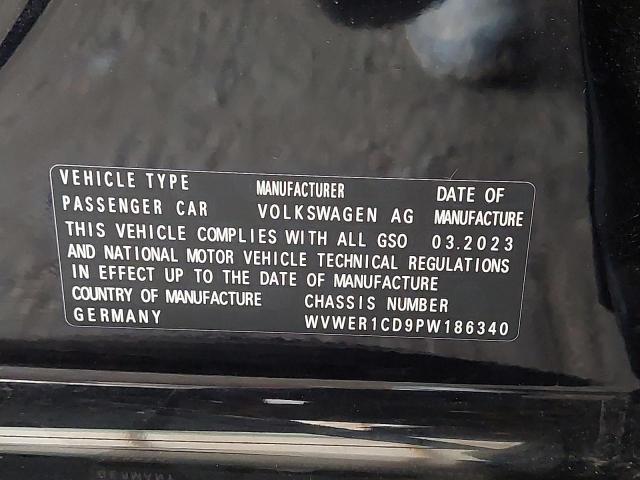 VEHICLE TYPE MANUFACTURER DATE OF
PASSENGER CAR VOLKSWAGEN AG MANUFACTURE
THIS VEHICLE COMPLIES WITH ALL GSO 03.2023
AND NATIONAL MOTOR VEHICLE TECHNICAL REGULATIONS
IN EFFECT UP TO THE DATE OF MANUFACTURE
COUNTRY OF MANUFACTURE CHASSIS NUMBER
GERMANY WVWER1CD9PW186340